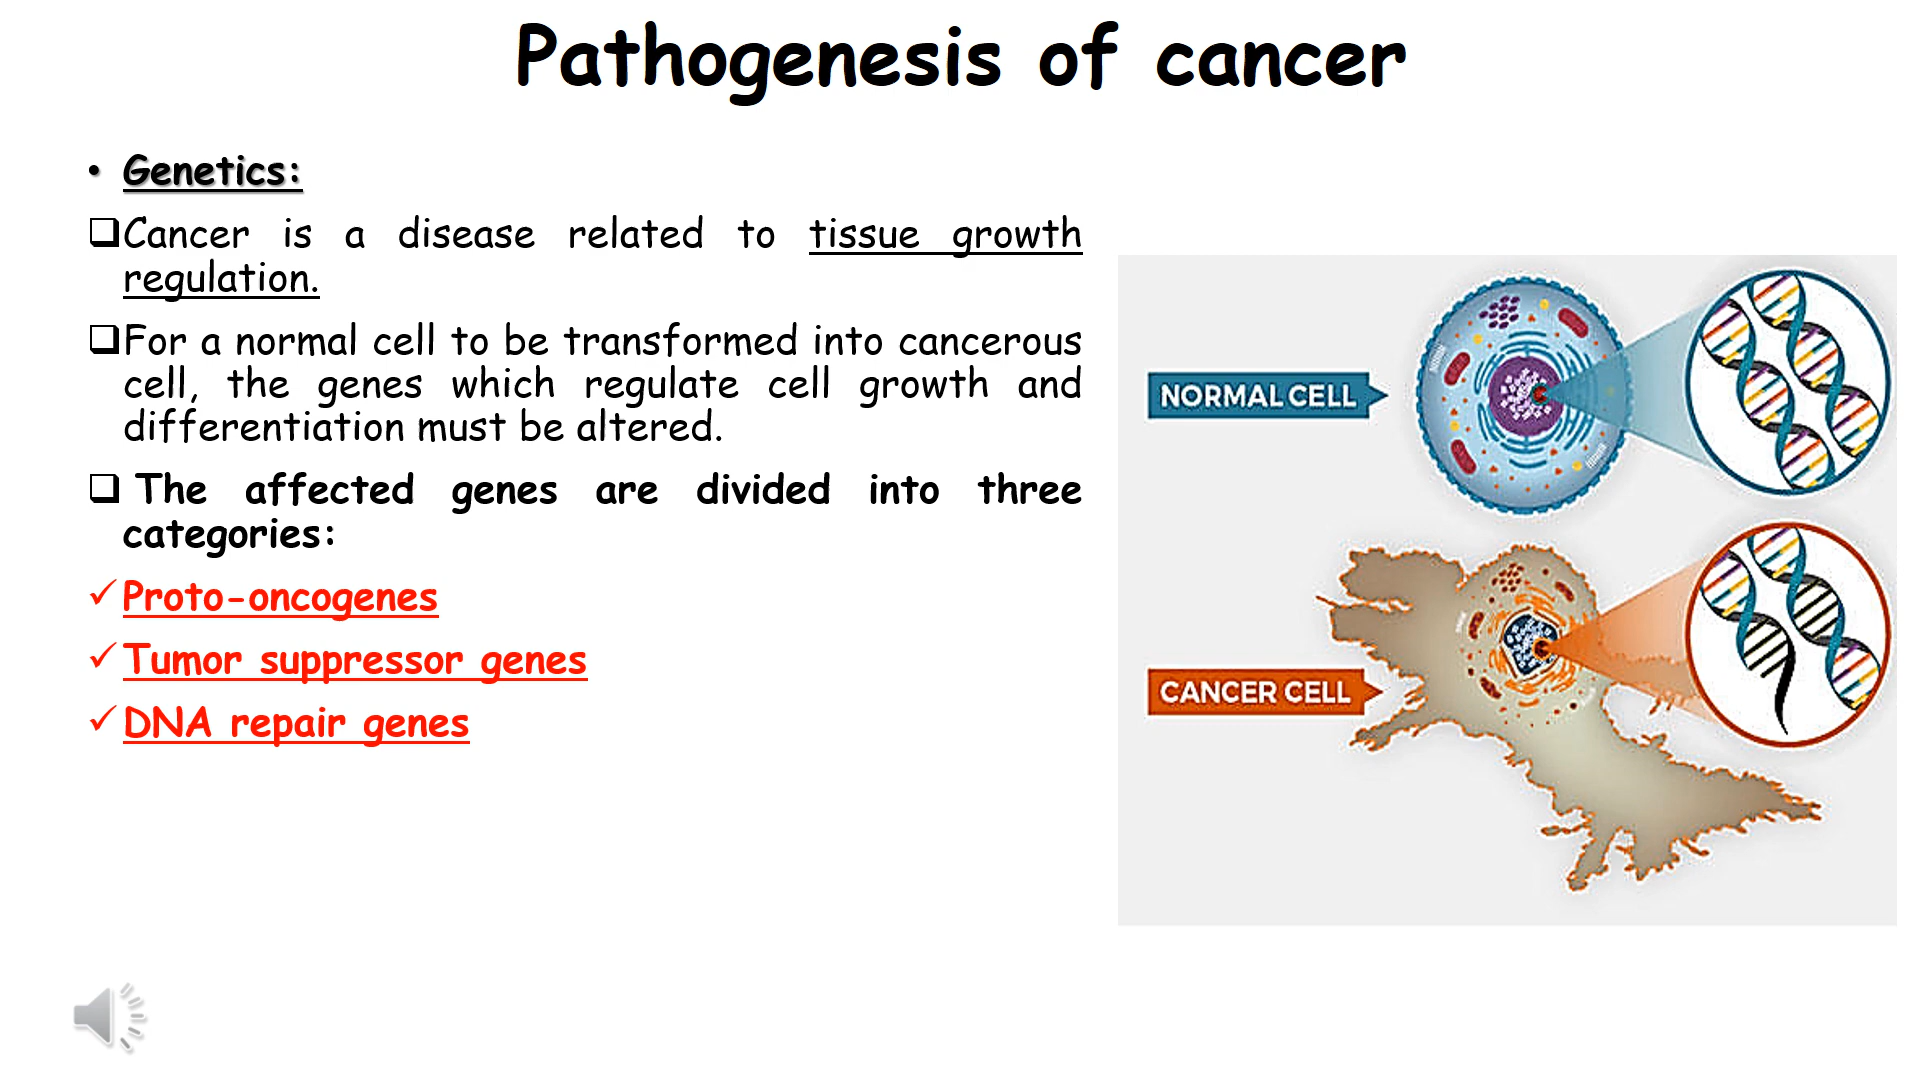 Pathogenesis of cancer
• Genetics:
❑Cancer is a disease related to tissue growth
regulation.
❑For a normal cell to be transformed into cancerous
cell, the genes which regulate cell growth and
differentiation must be altered.
❑ The affected genes are divided into three
categories:
✓Proto-oncogenes
✓Tumor suppressor genes
✓DNA repair genes
NORMAL CELL
CANCER CELL